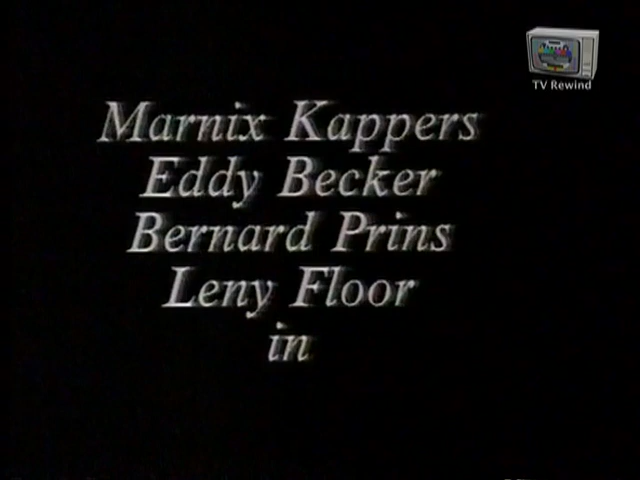 TV Rewind
Marnix Kappers
Eddy Becker
Bernard Prins
Leny Floor
in